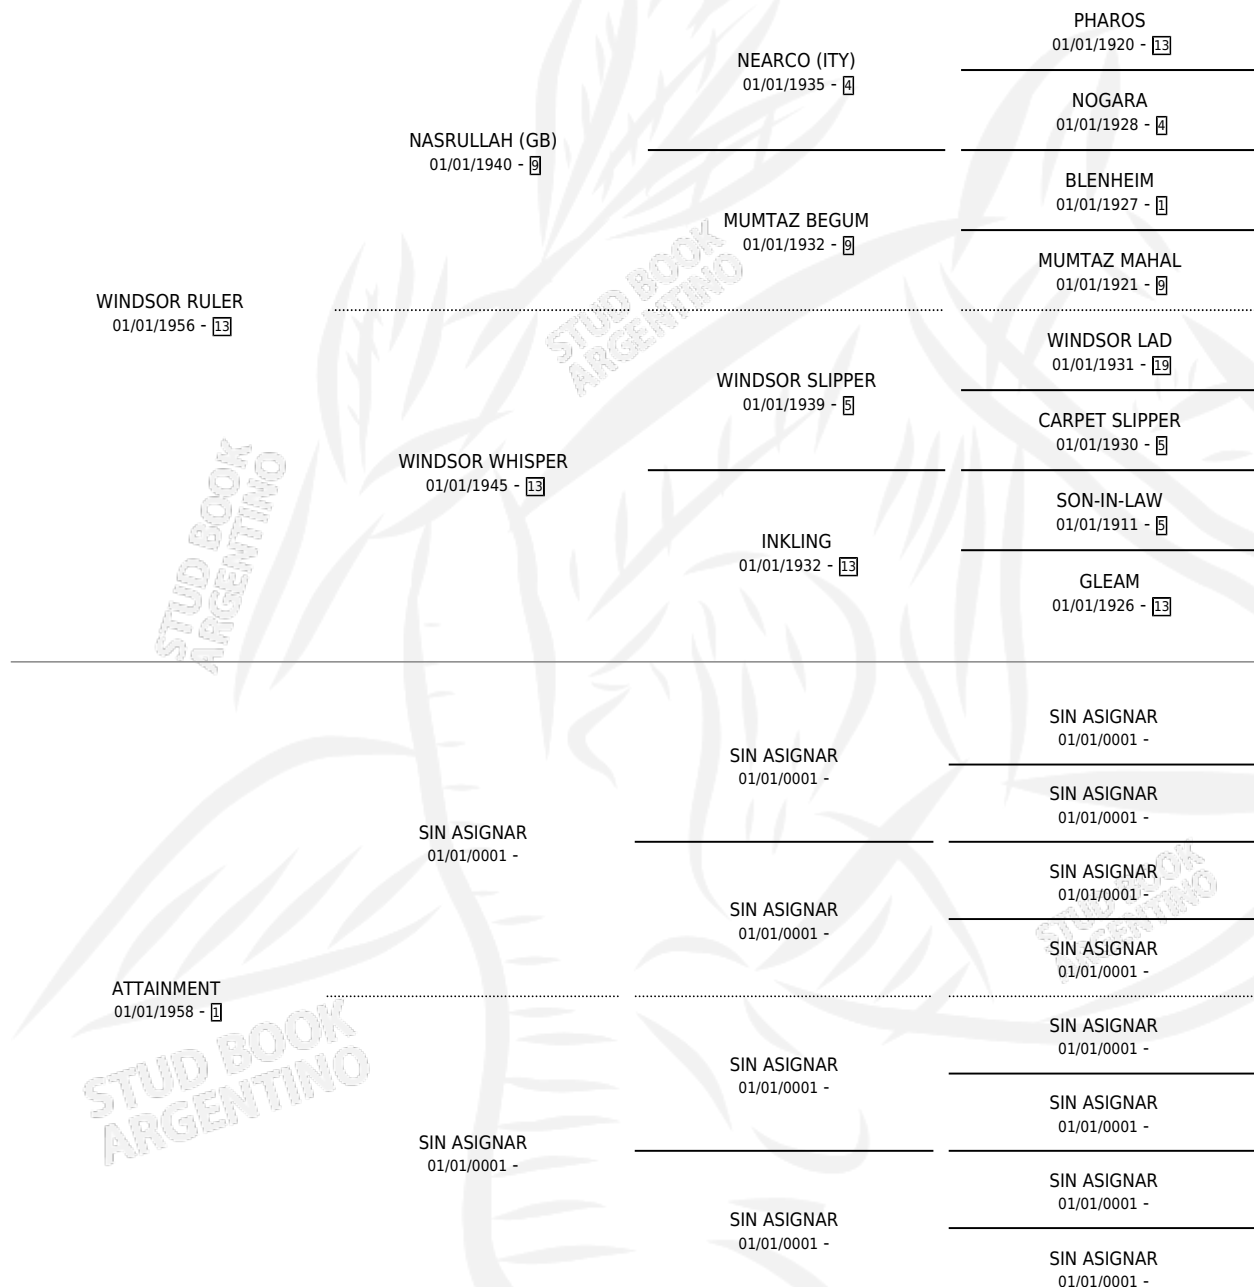 PHAROS
01/01/1920 - 13
NEARCO (ITY)
01/01/1935 - 4
NOGARA
01/01/1928 - 4
NASRULLAH (GB)
01/01/1940 - 9
BLENHEIM
01/01/1927 - 1
MUMTAZ BEGUM
01/01/1932 - 9
MUMTAZ MAHAL
01/01/1921 - 9
WINDSOR RULER
01/01/1956 - 13
WINDSOR LAD
01/01/1931 - 19
WINDSOR SLIPPER
01/01/1939 - 5
CARPET SLIPPER
01/01/1930 - 5
WINDSOR WHISPER
01/01/1945 - 13
SON-IN-LAW
01/01/1911 - 5
INKLING
01/01/1932 - 13
GLEAM
01/01/1926 - 13
STUD BOOK
ARGENTINO
STUD BOOK
ARGENTINO
SIN ASIGNAR
01/01/0001 -
SIN ASIGNAR
01/01/0001 -
SIN ASIGNAR
01/01/0001 -
SIN ASIGNAR
01/01/0001 -
SIN ASIGNAR
01/01/0001 -
SIN ASIGNAR
01/01/0001 -
SIN ASIGNAR
01/01/0001 -
ATTAINMENT
01/01/1958 - 1
SIN ASIGNAR
01/01/0001 -
SIN ASIGNAR
01/01/0001 -
SIN ASIGNAR
01/01/0001 -
SIN ASIGNAR
01/01/0001 -
SIN ASIGNAR
01/01/0001 -
SIN ASIGNAR
01/01/0001 -
SIN ASIGNAR
01/01/0001 -
STUD BOOK
ARGENTINO
STUD BOOK
ARGENTINO